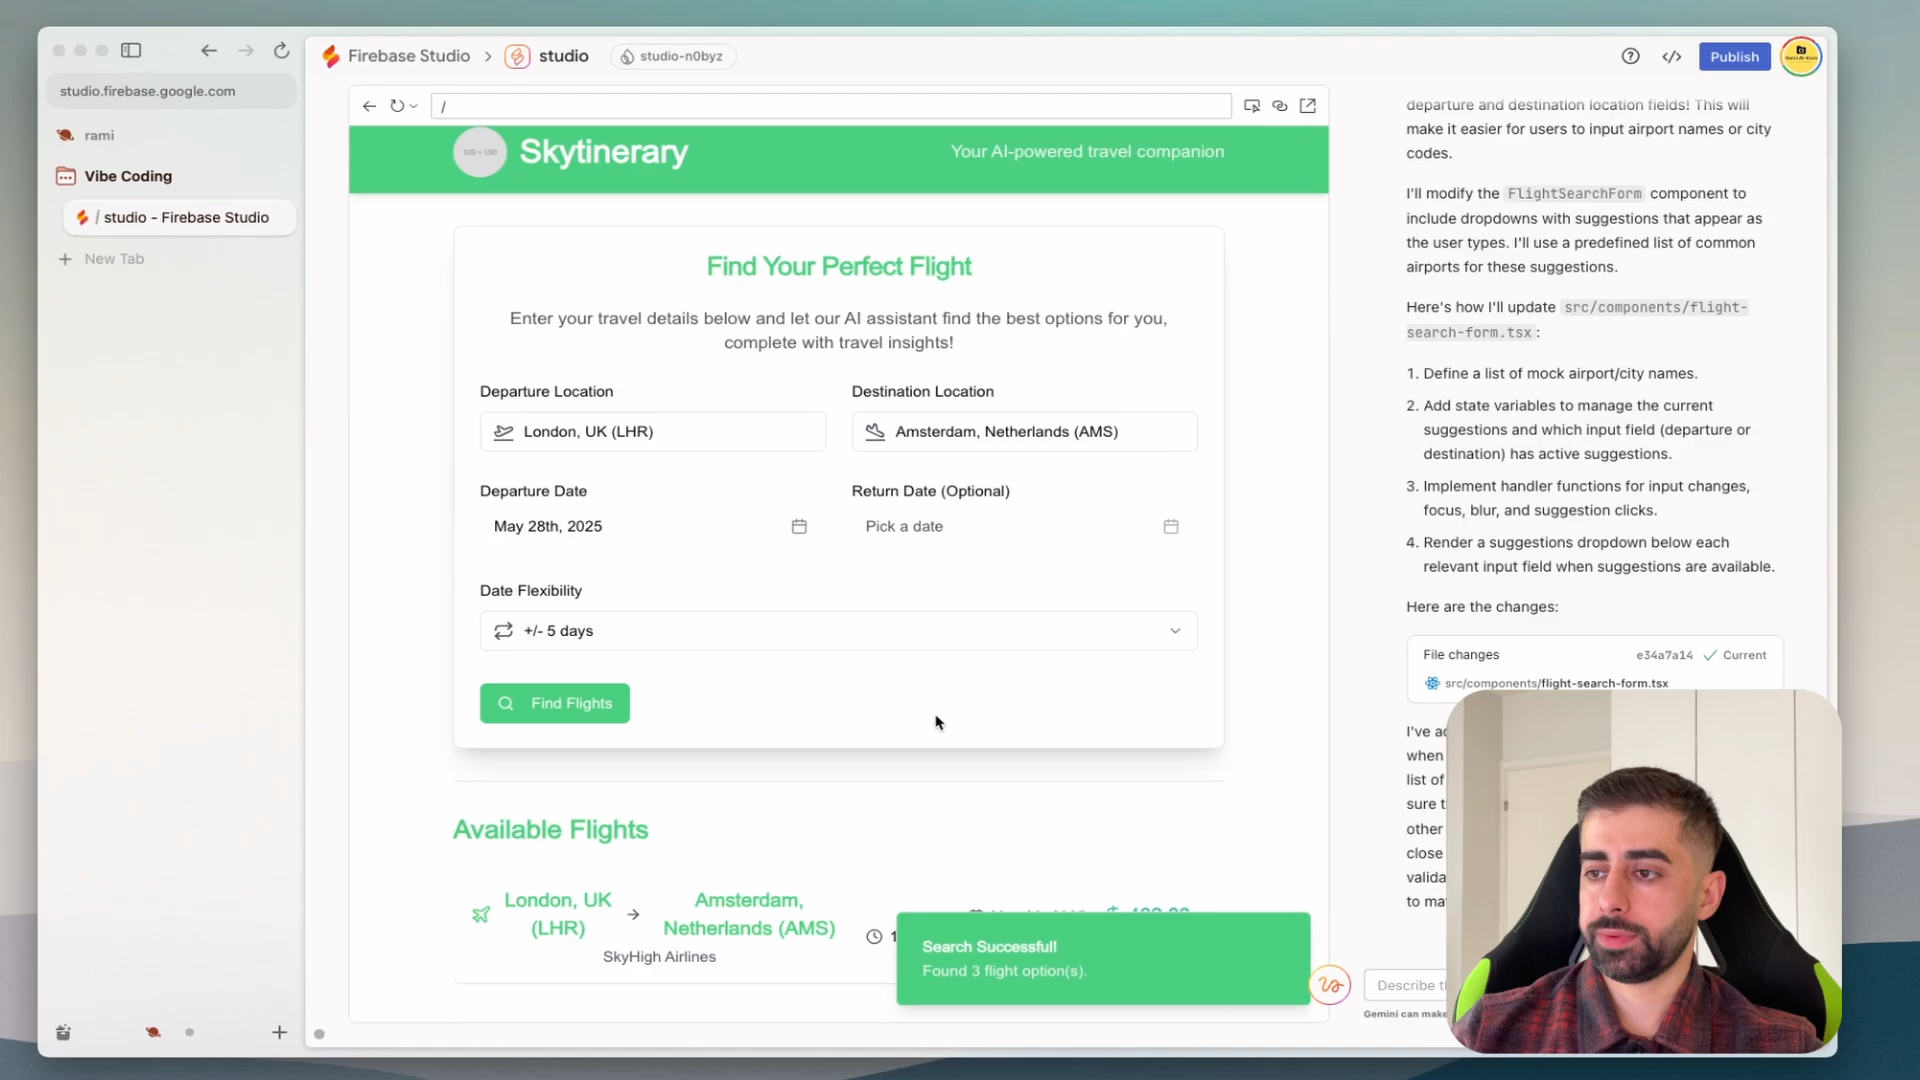 Firebase Studio > studio studio-n0byz
Publish
studio.firebase.google.com
rami
Vibe Coding
/ studio - Firebase Studio
New Tab
/
100 × 100
Skytinerary
Your AI-powered travel companion
Find Your Perfect Flight
Enter your travel details below and let our AI assistant find the best options for you,
complete with travel insights!
Departure Location
London, UK (LHR)
Destination Location
Amsterdam, Netherlands (AMS)
Departure Date
May 28th, 2025
Return Date (Optional)
Pick a date
Date Flexibility
+/- 5 days
Find Flights
Available Flights
London, UK
(LHR)
Amsterdam,
Netherlands (AMS)
SkyHigh Airlines
1
Search Successful!
Found 3 flight option(s).
departure and destination location fields! This will
make it easier for users to input airport names or city
codes.
I'll modify the FlightSearchForm component to
include dropdowns with suggestions that appear as
the user types. I'll use a predefined list of common
airports for these suggestions.
Here's how I'll update src/components/flight-
search-form.tsx:
1. Define a list of mock airport/city names.
2. Add state variables to manage the current
suggestions and which input field (departure or
destination) has active suggestions.
3. Implement handler functions for input changes,
focus, blur, and suggestion clicks.
4. Render a suggestions dropdown below each
relevant input field when suggestions are available.
Here are the changes:
File changes e34a7a14 Current
src/components/flight-search-form.tsx
I've
when
list of
sure
other
close
valida
to
Describe
Gemini can make